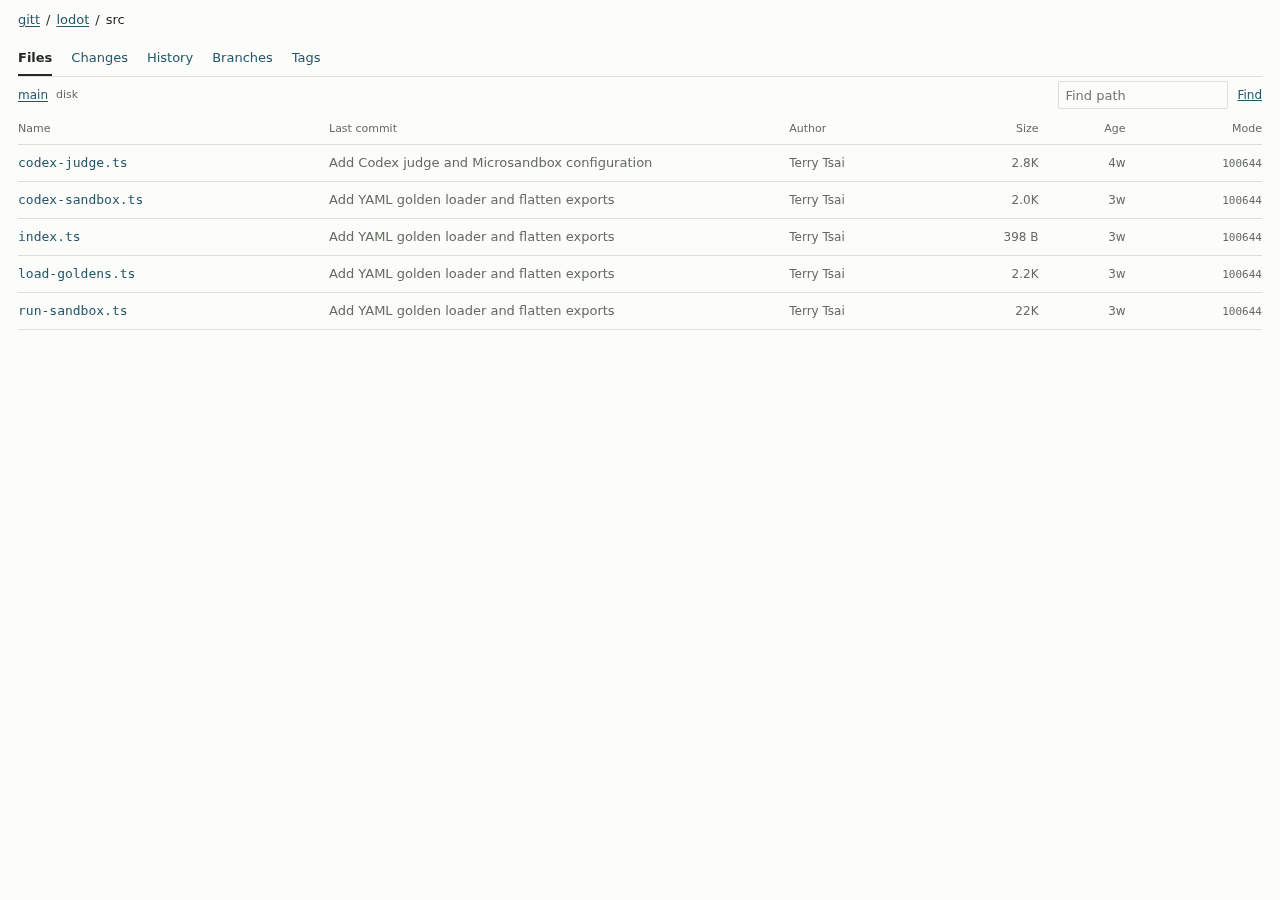 gitt / lodot / src
Files Changes History Branches Tags
main disk Find path Find
Name Last commit Author Size Age Mode
codex-judge.ts Add Codex judge and Microsandbox configuration Terry Tsai 2.8K 4w 100644
codex-sandbox.ts Add YAML golden loader and flatten exports Terry Tsai 2.0K 3w 100644
index.ts Add YAML golden loader and flatten exports Terry Tsai 398 B 3w 100644
load-goldens.ts Add YAML golden loader and flatten exports Terry Tsai 2.2K 3w 100644
run-sandbox.ts Add YAML golden loader and flatten exports Terry Tsai 22K 3w 100644